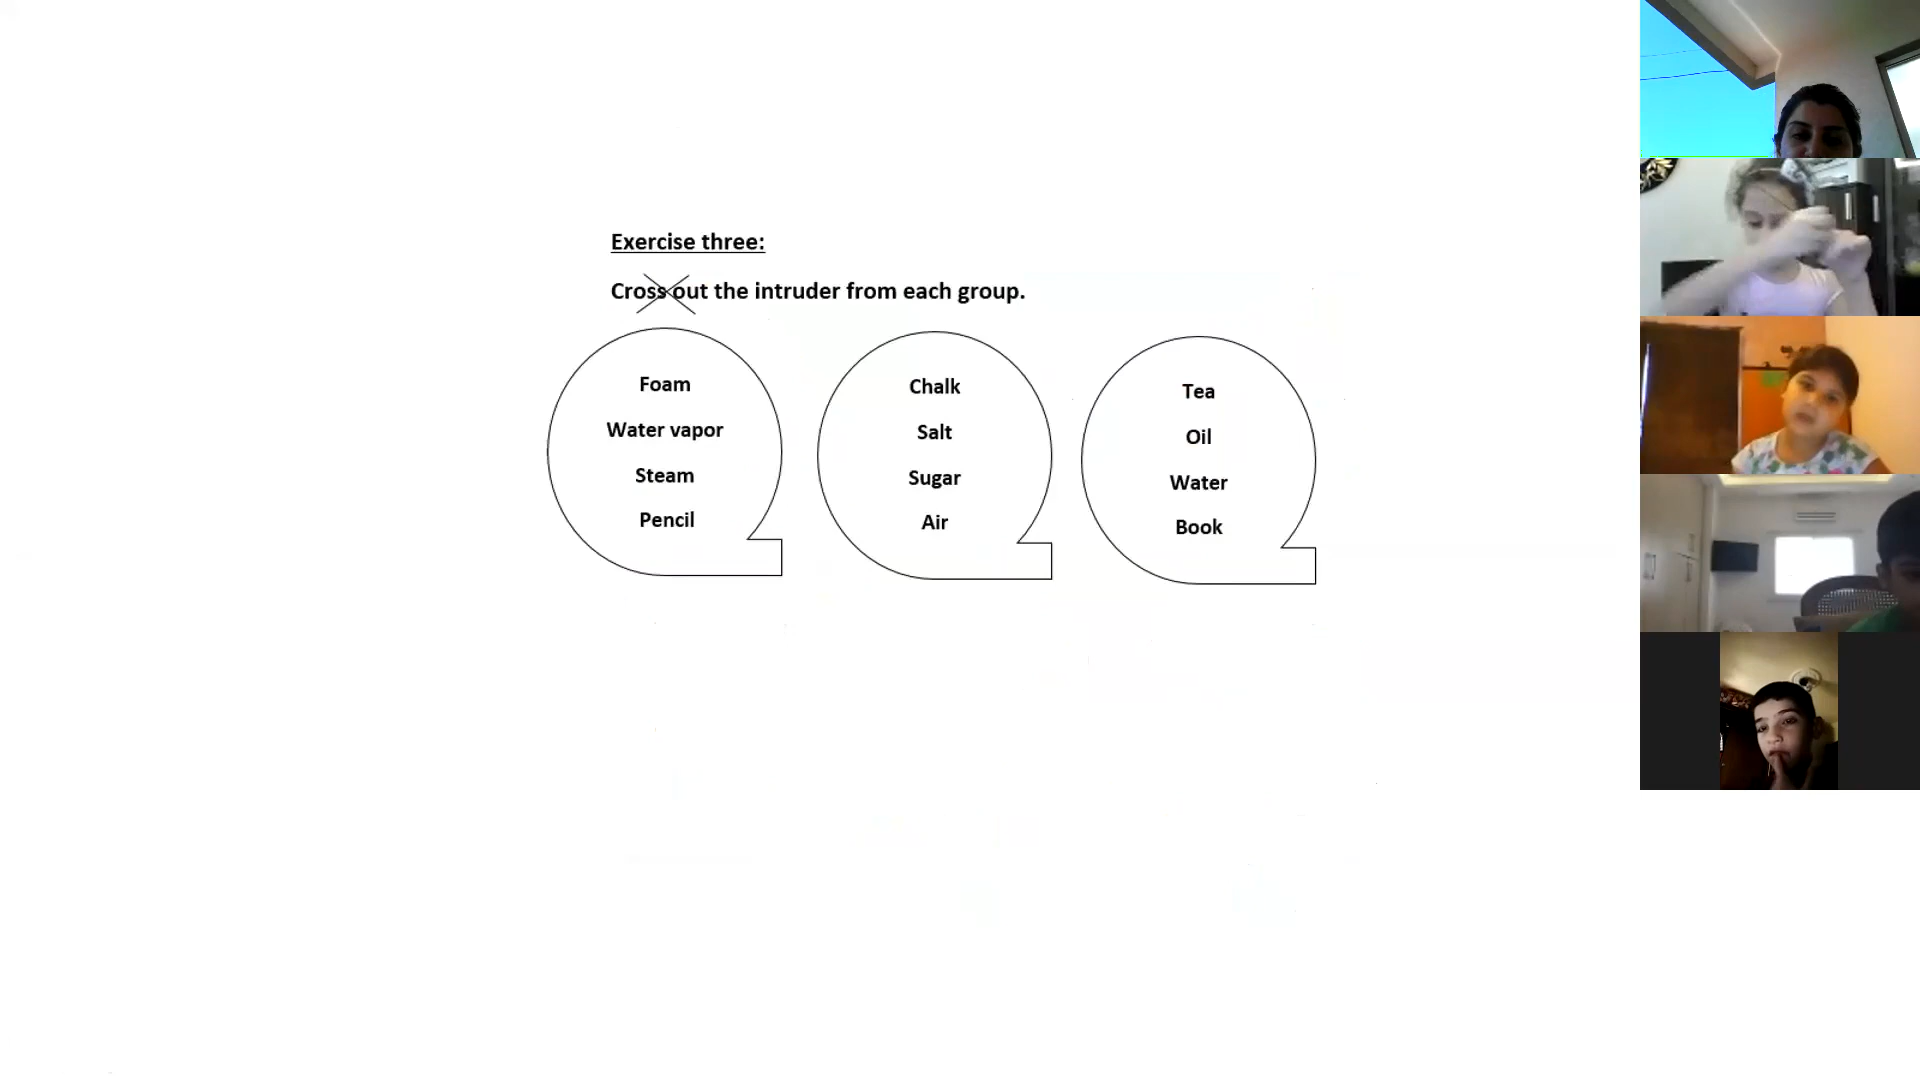 Exercise three:
Cross out the intruder from each group.
Foam
Water vapor
Steam
Pencil
Chalk
Salt
Sugar
Air
Tea
Oil
Water
Book